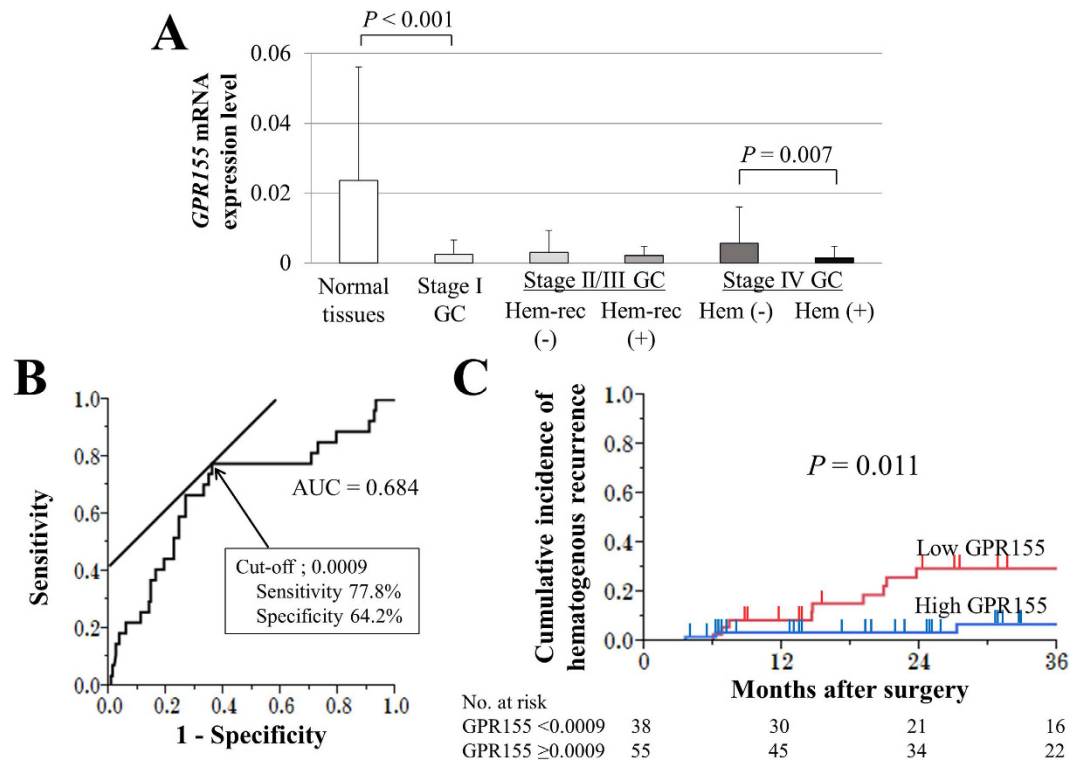 A
P < 0.001
GPR155 mRNA
expression level
0.06
0.04
0.02
0
P = 0.007
Normal
tissues
Stage I
GC
Stage II/III GC
Hem-rec
(-)
Hem-rec
(+)
Stage IV GC
Hem (-)
Hem (+)
B
Sensitivity
1.0
0.8
0.6
0.4
0.2
0.0
AUC = 0.684
Cut-off ; 0.0009
Sensitivity 77.8%
Specificity 64.2%
0.0 0.2 0.4 0.6 0.8 1.0
1 - Specificity
C
Cumulative incidence of
hematogenous recurrence
1.0
0.8
0.6
0.4
0.2
0.0
P = 0.011
Low GPR155
High GPR155
0 12 24 36
Months after surgery
No. at risk
GPR155 <0.0009 38 30 21 16
GPR155 ≥0.0009 55 45 34 22